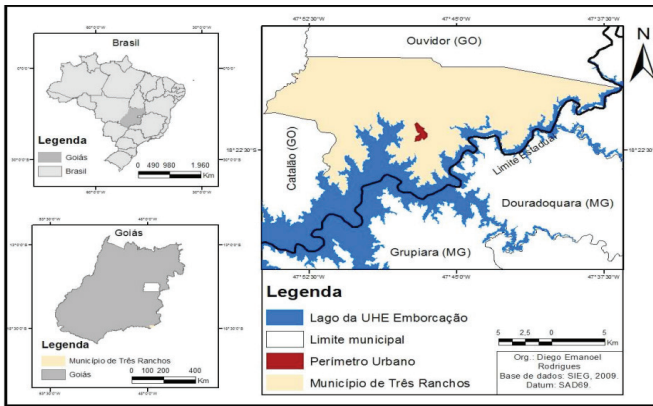 Brasil
0°0'0"
Legenda
Goiás
Brasil
0 490 980 1.960
Km
Goiás
Legenda
Município de Três Ranchos
Goiás
0 100 200 400
Km
47°52'30"W 47°45'0"W 47°37'30"W
Ouvidor (GO)
N
Catalão (GO)
18°22'30"S
18°22'30"S
Limite Estadual
Douradoquara (MG)
Grupiara (MG)
47°52'30"W 47°45'0"W 47°37'30"W
Legenda
Lago da UHE Emborcação
Limite municipal
Perímetro Urbano
Município de Três Ranchos
5 2,5 0 5
Km
Org.: Diego Emanoel
Rodrigues
Base de dados: SIEG, 2009.
Datum: SAD69.